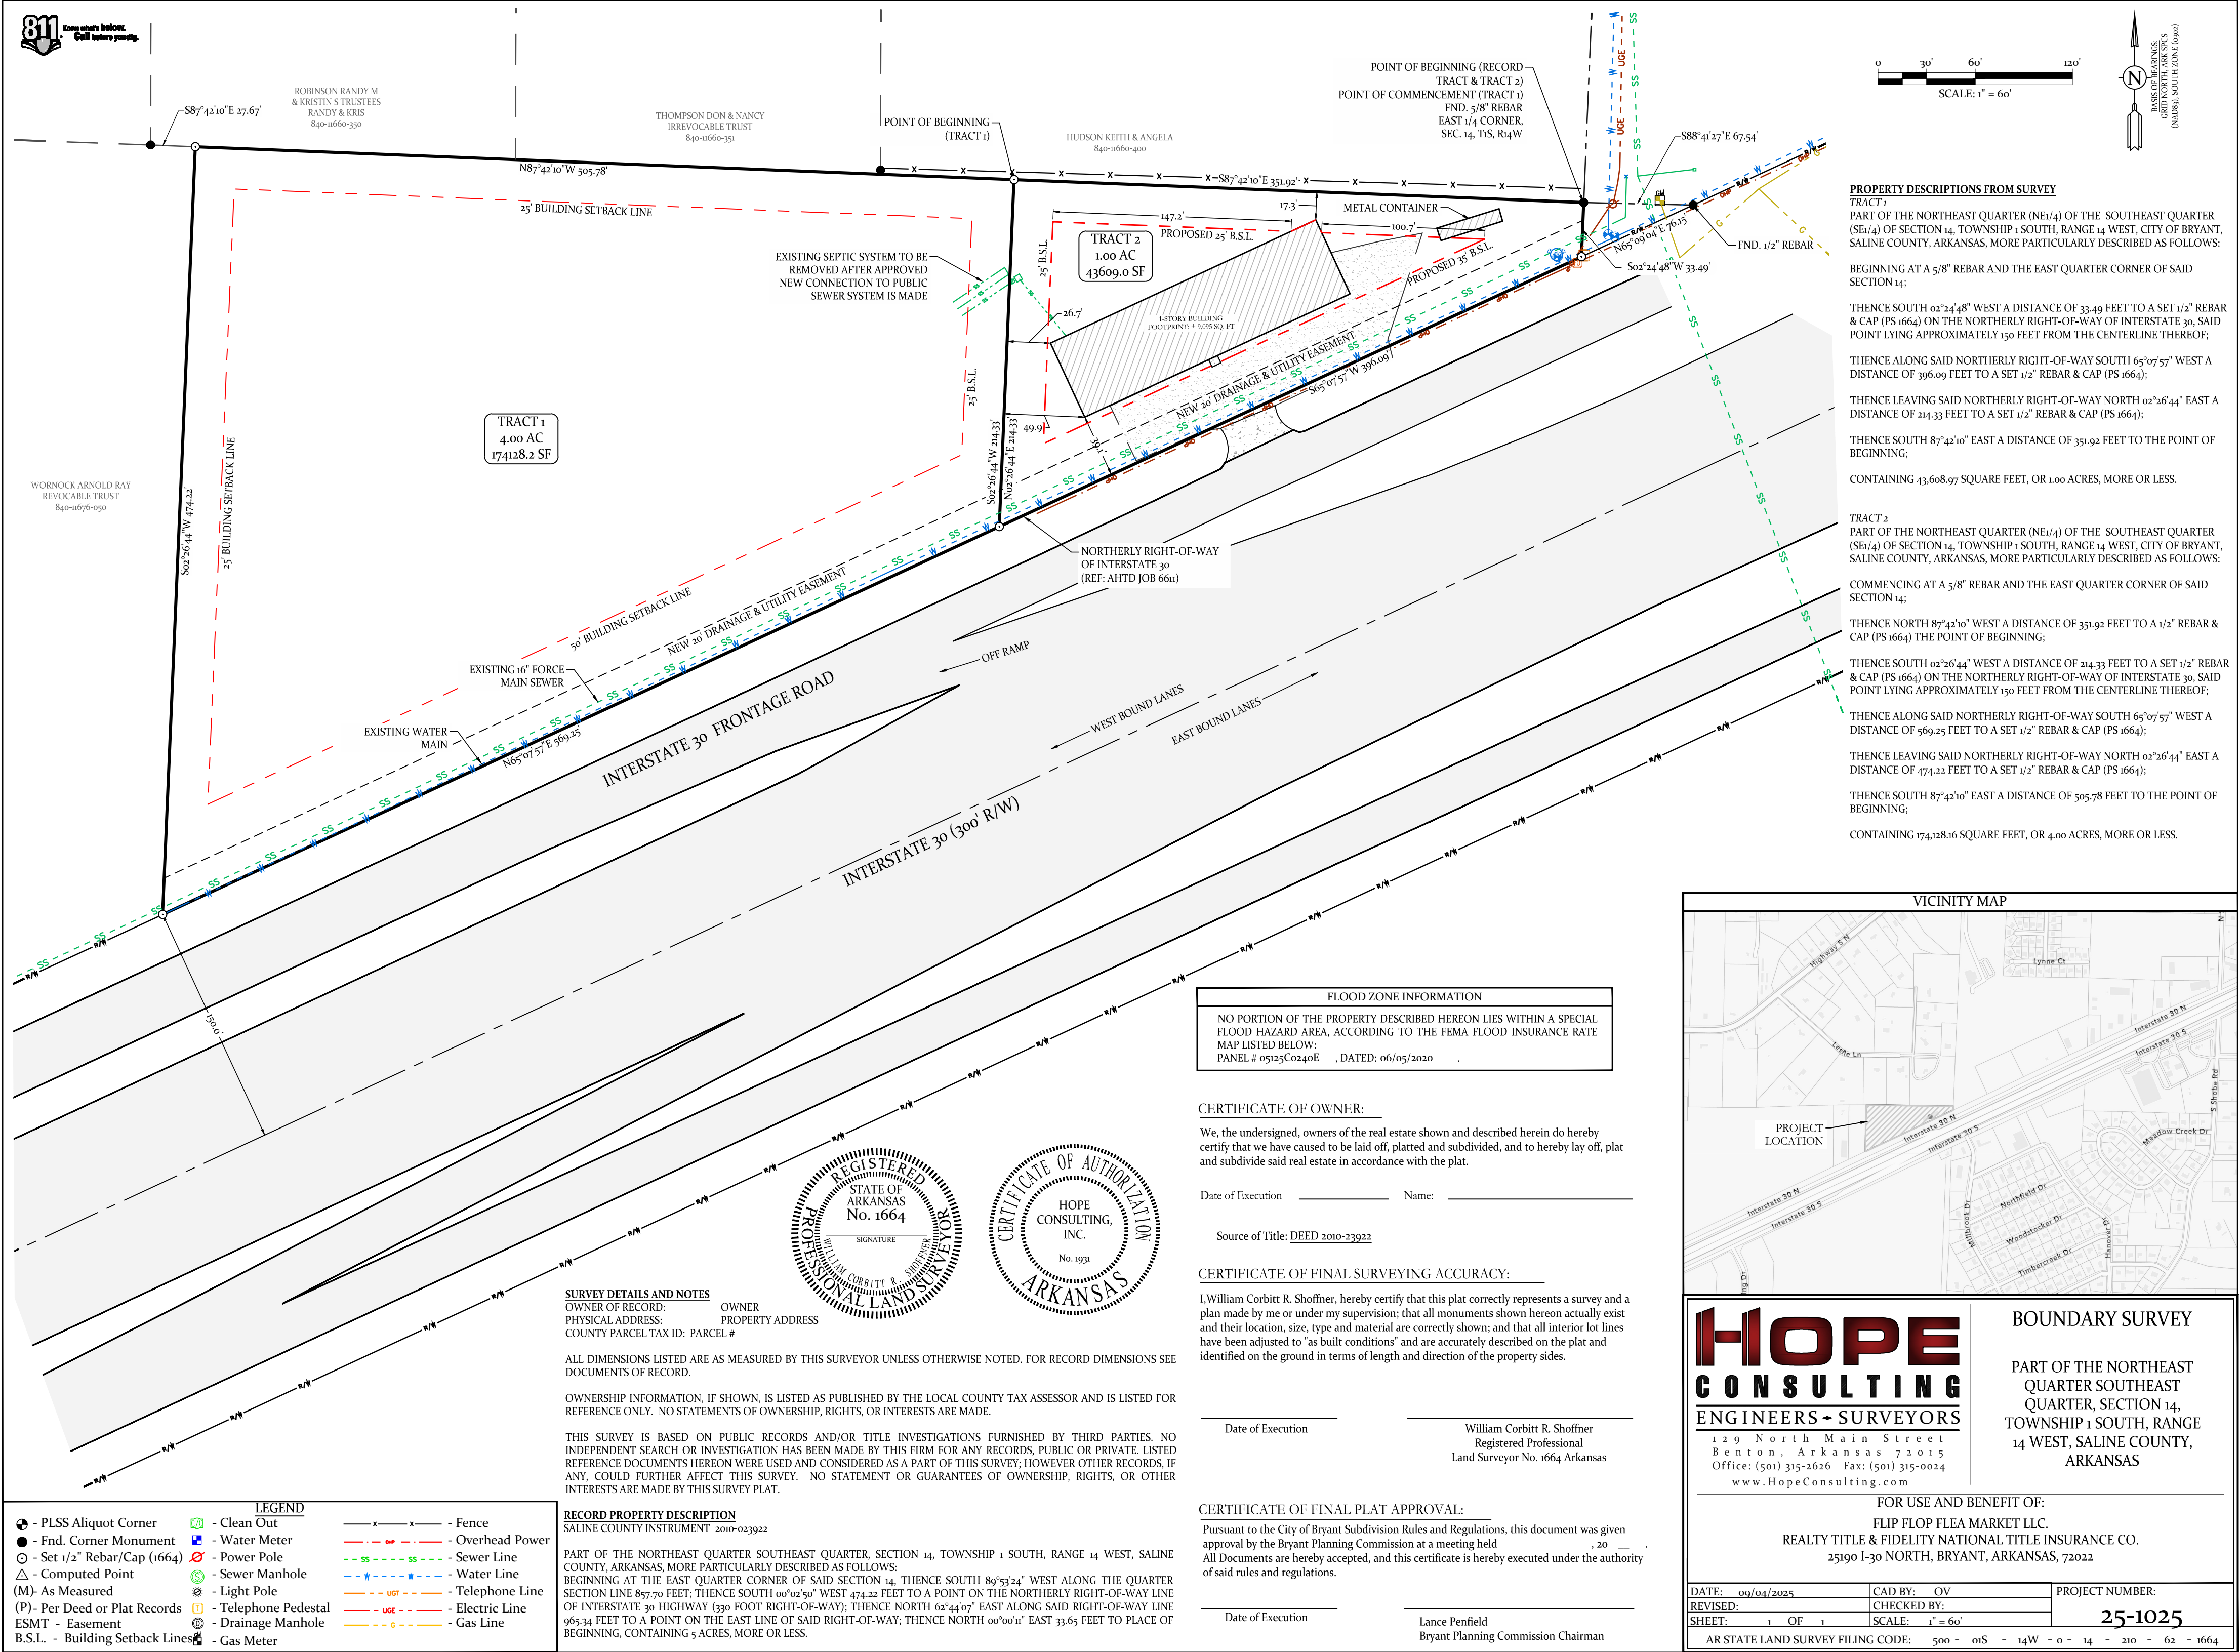 811
Know what's below.
Call before you dig.
S87°42'10"E 27.67'
ROBINSON RANDY M
& KRISTIN S TRUSTEES
RANDY & KRIS
840-11660-350
THOMPSON DON & NANCY
IRREVOCABLE TRUST
840-11660-351
POINT OF BEGINNING
(TRACT 1)
HUDSON KEITH & ANGELA
840-11660-400
POINT OF BEGINNING (RECORD
TRACT & TRACT 2)
POINT OF COMMENCEMENT (TRACT 1)
FND. 5/8" REBAR
EAST 1/4 CORNER,
SEC. 14, T1S, R14W
S88°41'27"E 67.54'
0 30' 60' 120'
SCALE: 1" = 60'
N
BASIS OF BEARINGS:
GRID NORTH, ARK SPCS
(NAD83), SOUTH ZONE (0302)
N87°42'10"W 505.78'
S87°42'10"E 351.92'
25' BUILDING SETBACK LINE
147.2'
17.3'
METAL CONTAINER
100.7'
PROPOSED 25' B.S.L.
TRACT 2
1.00 AC
43609.0 SF
25' B.S.L.
PROPOSED 35' B.S.L.
GM
N65°09'04"E 76.15'
FND. 1/2" REBAR
S02°24'48"W 33.49'
EXISTING SEPTIC SYSTEM TO BE
REMOVED AFTER APPROVED
NEW CONNECTION TO PUBLIC
SEWER SYSTEM IS MADE
26.7'
1-STORY BUILDING
FOOTPRINT: ± 9,095 SQ. FT
NEW 20' DRAINAGE & UTILITY EASEMENT
S65°07'57"W 396.09'
25' B.S.L.
49.9'
39.1'
S02°26'44"W 214.33'
N02°26'44"E 214.33'
TRACT 1
4.00 AC
174128.2 SF
25' BUILDING SETBACK LINE
S02°26'44"W 474.22'
WORNOCK ARNOLD RAY
REVOCABLE TRUST
840-11676-050
NORTHERLY RIGHT-OF-WAY
OF INTERSTATE 30
(REF: AHTD JOB 6611)
50' BUILDING SETBACK LINE
NEW 20' DRAINAGE & UTILITY EASEMENT
OFF RAMP
EXISTING 16" FORCE
MAIN SEWER
EXISTING WATER
MAIN
N65°07'57"E 569.25'
INTERSTATE 30 FRONTAGE ROAD
WEST BOUND LANES
EAST BOUND LANES
INTERSTATE 30 (300' R/W)
150.0'
PROPERTY DESCRIPTIONS FROM SURVEY
TRACT 1
PART OF THE NORTHEAST QUARTER (NE1/4) OF THE SOUTHEAST QUARTER
(SE1/4) OF SECTION 14, TOWNSHIP 1 SOUTH, RANGE 14 WEST, CITY OF BRYANT,
SALINE COUNTY, ARKANSAS, MORE PARTICULARLY DESCRIBED AS FOLLOWS:
BEGINNING AT A 5/8" REBAR AND THE EAST QUARTER CORNER OF SAID
SECTION 14;
THENCE SOUTH 02°24'48" WEST A DISTANCE OF 33.49 FEET TO A SET 1/2" REBAR
& CAP (PS 1664) ON THE NORTHERLY RIGHT-OF-WAY OF INTERSTATE 30, SAID
POINT LYING APPROXIMATELY 150 FEET FROM THE CENTERLINE THEREOF;
THENCE ALONG SAID NORTHERLY RIGHT-OF-WAY SOUTH 65°07'57" WEST A
DISTANCE OF 396.09 FEET TO A SET 1/2" REBAR & CAP (PS 1664);
THENCE LEAVING SAID NORTHERLY RIGHT-OF-WAY NORTH 02°26'44" EAST A
DISTANCE OF 214.33 FEET TO A SET 1/2" REBAR & CAP (PS 1664);
THENCE SOUTH 87°42'10" EAST A DISTANCE OF 351.92 FEET TO THE POINT OF
BEGINNING;
CONTAINING 43,608.97 SQUARE FEET, OR 1.00 ACRES, MORE OR LESS.
TRACT 2
PART OF THE NORTHEAST QUARTER (NE1/4) OF THE SOUTHEAST QUARTER
(SE1/4) OF SECTION 14, TOWNSHIP 1 SOUTH, RANGE 14 WEST, CITY OF BRYANT,
SALINE COUNTY, ARKANSAS, MORE PARTICULARLY DESCRIBED AS FOLLOWS:
COMMENCING AT A 5/8" REBAR AND THE EAST QUARTER CORNER OF SAID
SECTION 14;
THENCE NORTH 87°42'10" WEST A DISTANCE OF 351.92 FEET TO A 1/2" REBAR &
CAP (PS 1664) THE POINT OF BEGINNING;
THENCE SOUTH 02°26'44" WEST A DISTANCE OF 214.33 FEET TO A SET 1/2" REBAR
& CAP (PS 1664) ON THE NORTHERLY RIGHT-OF-WAY OF INTERSTATE 30, SAID
POINT LYING APPROXIMATELY 150 FEET FROM THE CENTERLINE THEREOF;
THENCE ALONG SAID NORTHERLY RIGHT-OF-WAY SOUTH 65°07'57" WEST A
DISTANCE OF 569.25 FEET TO A SET 1/2" REBAR & CAP (PS 1664);
THENCE LEAVING SAID NORTHERLY RIGHT-OF-WAY NORTH 02°26'44" EAST A
DISTANCE OF 474.22 FEET TO A SET 1/2" REBAR & CAP (PS 1664);
THENCE SOUTH 87°42'10" EAST A DISTANCE OF 505.78 FEET TO THE POINT OF
BEGINNING;
CONTAINING 174,128.16 SQUARE FEET, OR 4.00 ACRES, MORE OR LESS.
VICINITY MAP
Highway 5 N
Lynne Ct
Interstate 30 N
Interstate 30 S
Leslie Ln
S Shobe Rd
PROJECT
LOCATION
Interstate 30 N
Interstate 30 S
Meadow Creek Dr
Interstate 30 N
Interstate 30 S
Millbrook Dr
Northfield Dr
Woodstocker Dr
Hanover Dr
Timbercreek Dr
ing Dr
FLOOD ZONE INFORMATION
NO PORTION OF THE PROPERTY DESCRIBED HEREON LIES WITHIN A SPECIAL
FLOOD HAZARD AREA, ACCORDING TO THE FEMA FLOOD INSURANCE RATE
MAP LISTED BELOW:
PANEL # 05125C0240E , DATED: 06/05/2020 .
CERTIFICATE OF OWNER:
We, the undersigned, owners of the real estate shown and described herein do hereby
certify that we have caused to be laid off, platted and subdivided, and to hereby lay off, plat
and subdivide said real estate in accordance with the plat.
Date of Execution Name:
Source of Title: DEED 2010-23922
CERTIFICATE OF FINAL SURVEYING ACCURACY:
I,William Corbitt R. Shoffner, hereby certify that this plat correctly represents a survey and a
plan made by me or under my supervision; that all monuments shown hereon actually exist
and their location, size, type and material are correctly shown; and that all interior lot lines
have been adjusted to "as built conditions" and are accurately described on the plat and
identified on the ground in terms of length and direction of the property sides.
Date of Execution
William Corbitt R. Shoffner
Registered Professional
Land Surveyor No. 1664 Arkansas
CERTIFICATE OF FINAL PLAT APPROVAL:
Pursuant to the City of Bryant Subdivision Rules and Regulations, this document was given
approval by the Bryant Planning Commission at a meeting held ____________, 20____.
All Documents are hereby accepted, and this certificate is hereby executed under the authority
of said rules and regulations.
Date of Execution
Lance Penfield
Bryant Planning Commission Chairman
REGISTERED
PROFESSIONAL LAND SURVEYOR
STATE OF
ARKANSAS
No. 1664
SIGNATURE
WILLIAM CORBITT R. SHOFFNER
CERTIFICATE OF AUTHORIZATION
ARKANSAS
HOPE
CONSULTING,
INC.
No. 1931
SURVEY DETAILS AND NOTES
OWNER OF RECORD: OWNER
PHYSICAL ADDRESS: PROPERTY ADDRESS
COUNTY PARCEL TAX ID: PARCEL #
ALL DIMENSIONS LISTED ARE AS MEASURED BY THIS SURVEYOR UNLESS OTHERWISE NOTED. FOR RECORD DIMENSIONS SEE
DOCUMENTS OF RECORD.
OWNERSHIP INFORMATION, IF SHOWN, IS LISTED AS PUBLISHED BY THE LOCAL COUNTY TAX ASSESSOR AND IS LISTED FOR
REFERENCE ONLY. NO STATEMENTS OF OWNERSHIP, RIGHTS, OR INTERESTS ARE MADE.
THIS SURVEY IS BASED ON PUBLIC RECORDS AND/OR TITLE INVESTIGATIONS FURNISHED BY THIRD PARTIES. NO
INDEPENDENT SEARCH OR INVESTIGATION HAS BEEN MADE BY THIS FIRM FOR ANY RECORDS, PUBLIC OR PRIVATE. LISTED
REFERENCE DOCUMENTS HEREON WERE USED AND CONSIDERED AS A PART OF THIS SURVEY; HOWEVER OTHER RECORDS, IF
ANY, COULD FURTHER AFFECT THIS SURVEY. NO STATEMENT OR GUARANTEES OF OWNERSHIP, RIGHTS, OR OTHER
INTERESTS ARE MADE BY THIS SURVEY PLAT.
RECORD PROPERTY DESCRIPTION
SALINE COUNTY INSTRUMENT 2010-023922
PART OF THE NORTHEAST QUARTER SOUTHEAST QUARTER, SECTION 14, TOWNSHIP 1 SOUTH, RANGE 14 WEST, SALINE
COUNTY, ARKANSAS, MORE PARTICULARLY DESCRIBED AS FOLLOWS:
BEGINNING AT THE EAST QUARTER CORNER OF SAID SECTION 14, THENCE SOUTH 89°53'24" WEST ALONG THE QUARTER
SECTION LINE 857.70 FEET; THENCE SOUTH 00°02'50" WEST 474.22 FEET TO A POINT ON THE NORTHERLY RIGHT-OF-WAY LINE
OF INTERSTATE 30 HIGHWAY (330 FOOT RIGHT-OF-WAY); THENCE NORTH 62°44'07" EAST ALONG SAID RIGHT-OF-WAY LINE
965.34 FEET TO A POINT ON THE EAST LINE OF SAID RIGHT-OF-WAY; THENCE NORTH 00°00'11" EAST 33.65 FEET TO PLACE OF
BEGINNING, CONTAINING 5 ACRES, MORE OR LESS.
LEGEND
- PLSS Aliquot Corner
- Fnd. Corner Monument
- Set 1/2" Rebar/Cap (1664)
- Computed Point
(M)- As Measured
(P)- Per Deed or Plat Records
ESMT - Easement
B.S.L. - Building Setback Lines
- Clean Out
- Water Meter
- Power Pole
- Sewer Manhole
- Light Pole
- Telephone Pedestal
- Drainage Manhole
- Gas Meter
- Fence
- Overhead Power
- Sewer Line
- Water Line
- Telephone Line
- Electric Line
- Gas Line
HOPE
CONSULTING
ENGINEERS - SURVEYORS
129 North Main Street
Benton, Arkansas 72015
Office: (501) 315-2626 | Fax: (501) 315-0024
www.HopeConsulting.com
BOUNDARY SURVEY
PART OF THE NORTHEAST
QUARTER SOUTHEAST
QUARTER, SECTION 14,
TOWNSHIP 1 SOUTH, RANGE
14 WEST, SALINE COUNTY,
ARKANSAS
FOR USE AND BENEFIT OF:
FLIP FLOP FLEA MARKET LLC.
REALTY TITLE & FIDELITY NATIONAL TITLE INSURANCE CO.
25190 I-30 NORTH, BRYANT, ARKANSAS, 72022
DATE: 09/04/2025 CAD BY: OV PROJECT NUMBER:
REVISED: CHECKED BY: 25-1025
SHEET: 1 OF 1 SCALE: 1" = 60'
AR STATE LAND SURVEY FILING CODE: 500 - 01S - 14W - 0 - 14 - 210 - 62 - 1664